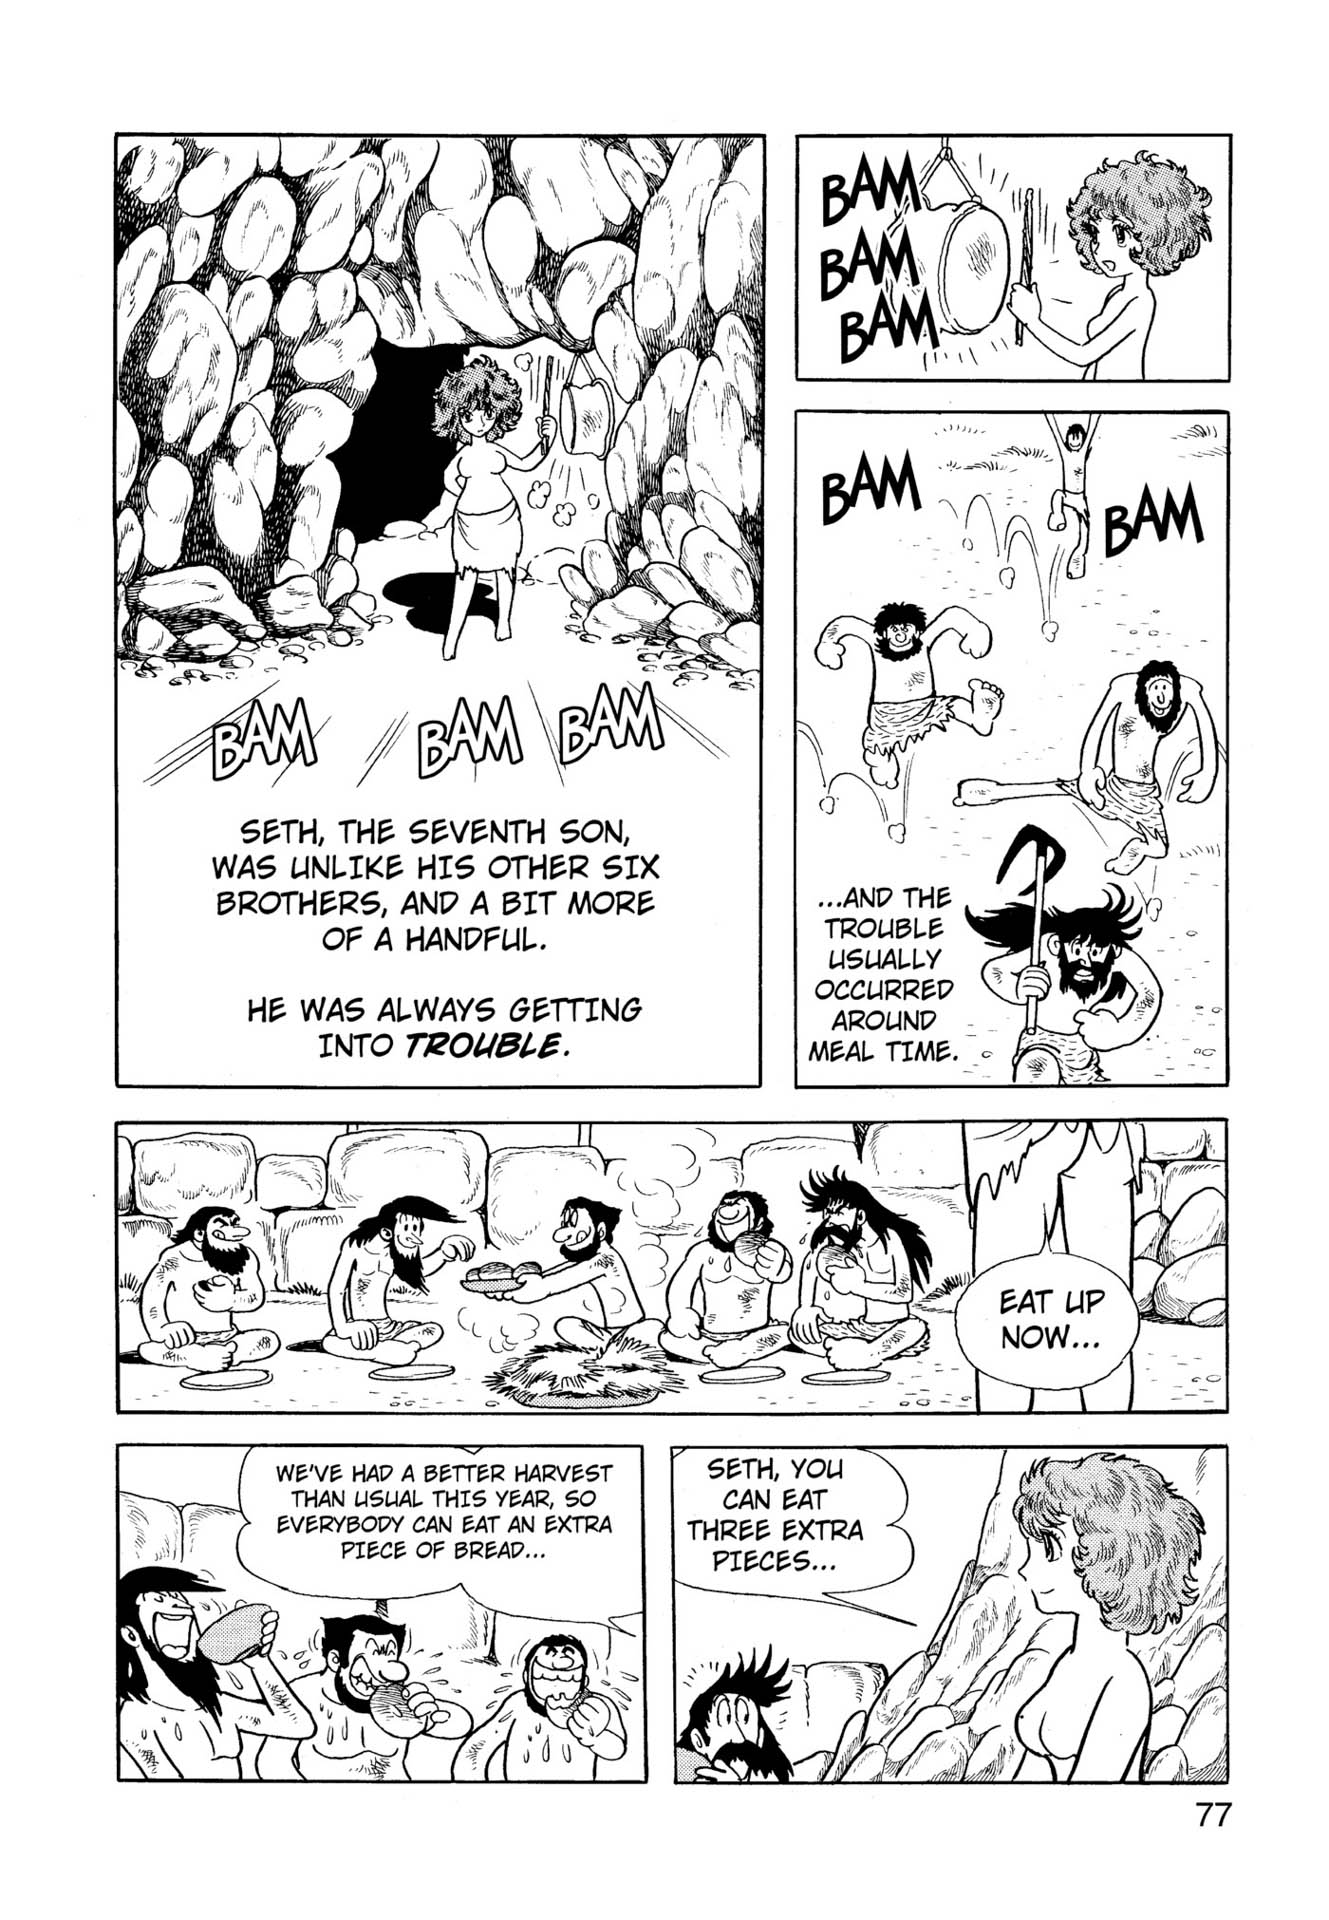 BAM
BAM
BAM
SETH, THE SEVENTH SON,
WAS UNLIKE HIS OTHER SIX
BROTHERS, AND A BIT MORE
OF A HANDFUL.
HE WAS ALWAYS GETTING
INTO TROUBLE.
BAM
BAM
BAM
BAM
BAM
...AND THE
TROUBLE
USUALLY
OCCURRED
AROUND
MEAL TIME.
EAT UP
NOW...
WE'VE HAD A BETTER HARVEST
THAN USUAL THIS YEAR, SO
EVERYBODY CAN EAT AN EXTRA
PIECE OF BREAD...
SETH, YOU
CAN EAT
THREE EXTRA
PIECES...
77